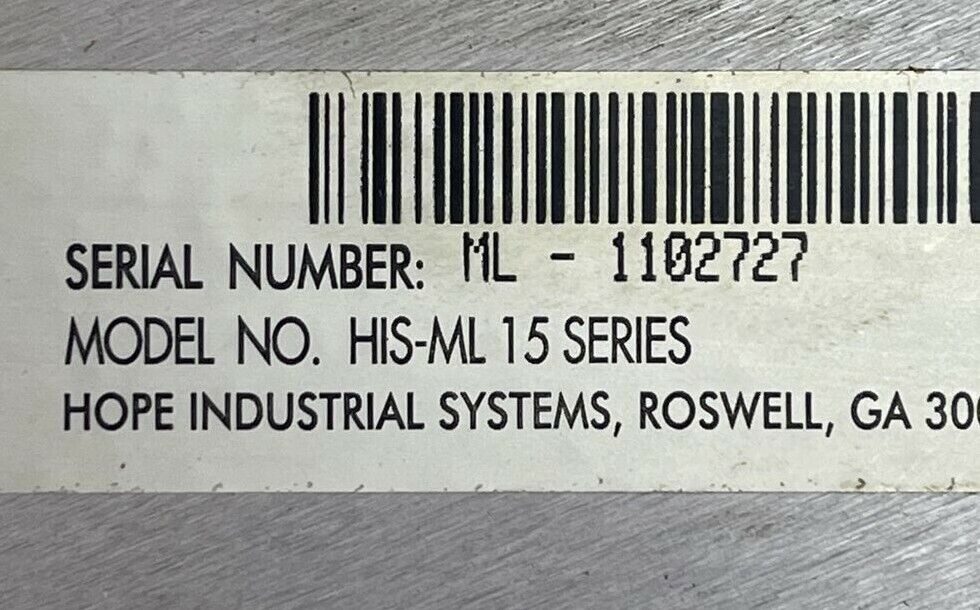 SERIAL NUMBER: ML - 1102727
MODEL NO. HIS-ML 15 SERIES
HOPE INDUSTRIAL SYSTEMS, ROSWELL, GA